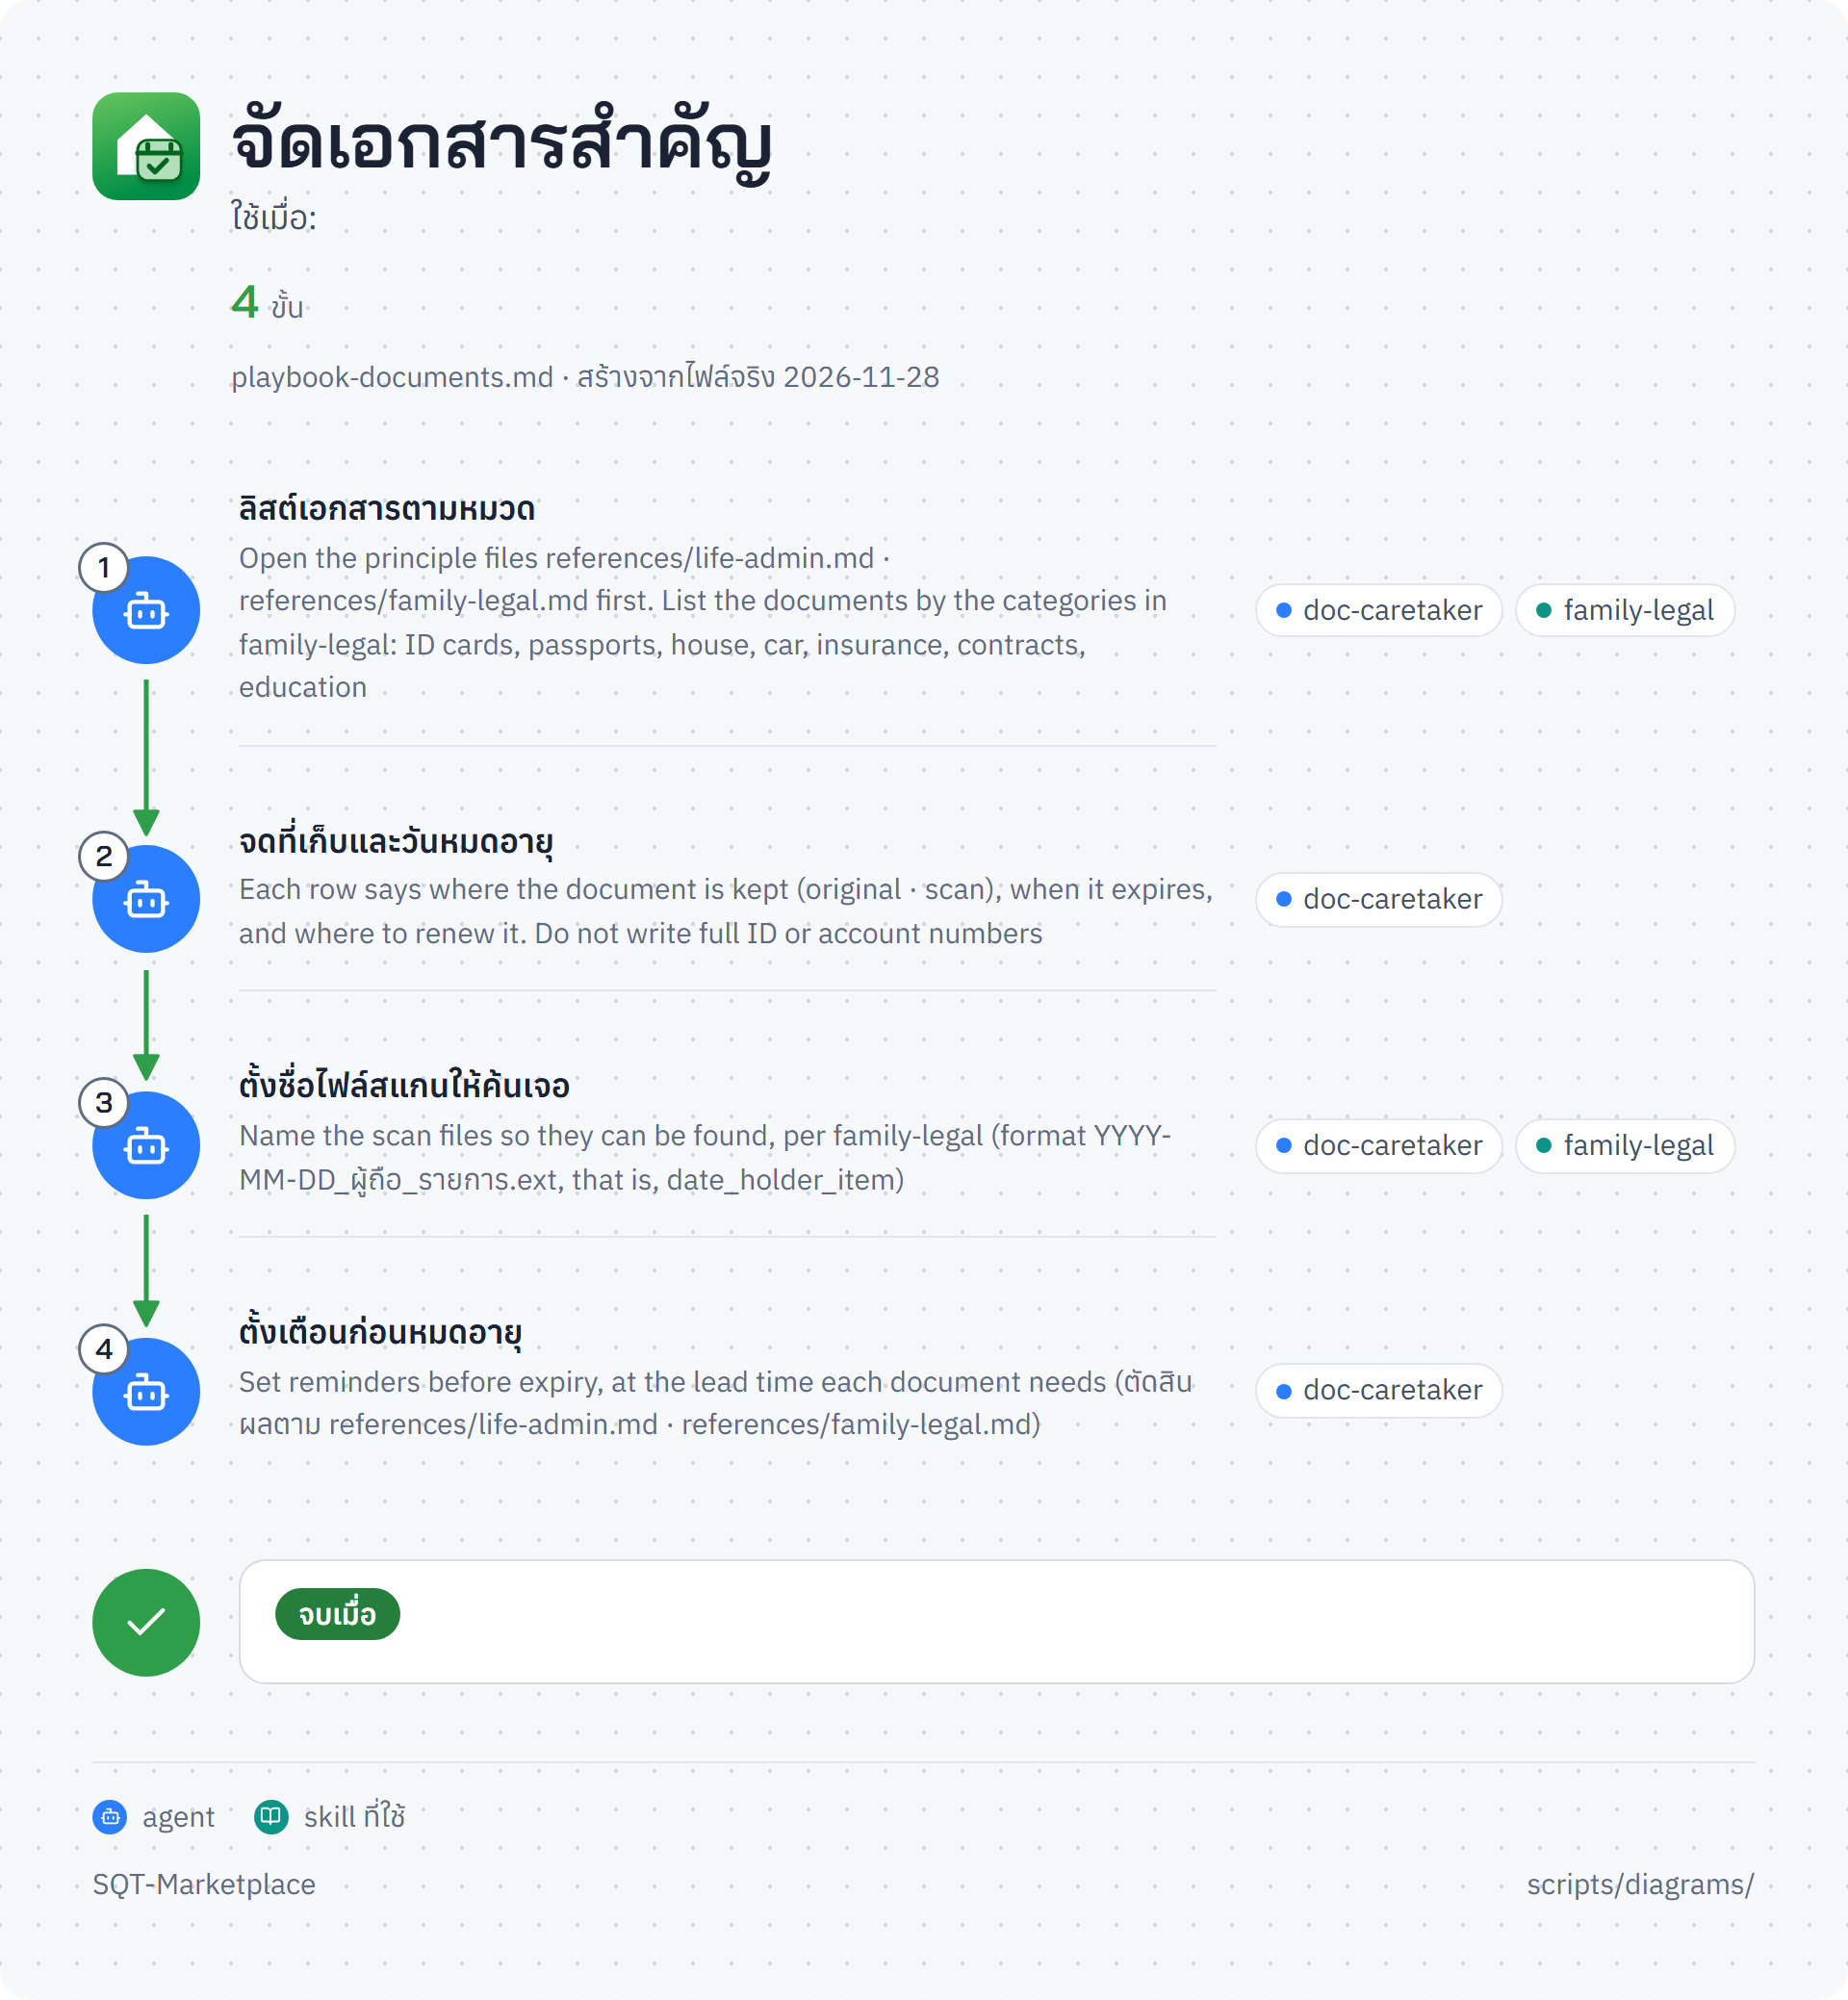 จัดเอกสารสำคัญ
ใช้เมื่อ:
4 ขั้น
playbook-documents.md · สร้างจากไฟล์จริง 2026-11-28
ลิสต์เอกสารตามหมวด
1
Open the principle files references/life-admin.md ·
references/family-legal.md first. List the documents by the categories in
family-legal: ID cards, passports, house, car, insurance, contracts,
education
doc-caretaker
family-legal
จดที่เก็บและวันหมดอายุ
2
Each row says where the document is kept (original · scan), when it expires,
and where to renew it. Do not write full ID or account numbers
doc-caretaker
ตั้งชื่อไฟล์สแกนให้ค้นเจอ
3
Name the scan files so they can be found, per family-legal (format YYYY-
MM-DD_ผู้ถือ_รายการ.ext, that is, date_holder_item)
doc-caretaker
family-legal
ตั้งเตือนก่อนหมดอายุ
4
Set reminders before expiry, at the lead time each document needs (ตัดสิน
ผลตาม references/life-admin.md · references/family-legal.md)
doc-caretaker
จบเมื่อ
agent
skill ที่ใช้
SQT-Marketplace
scripts/diagrams/